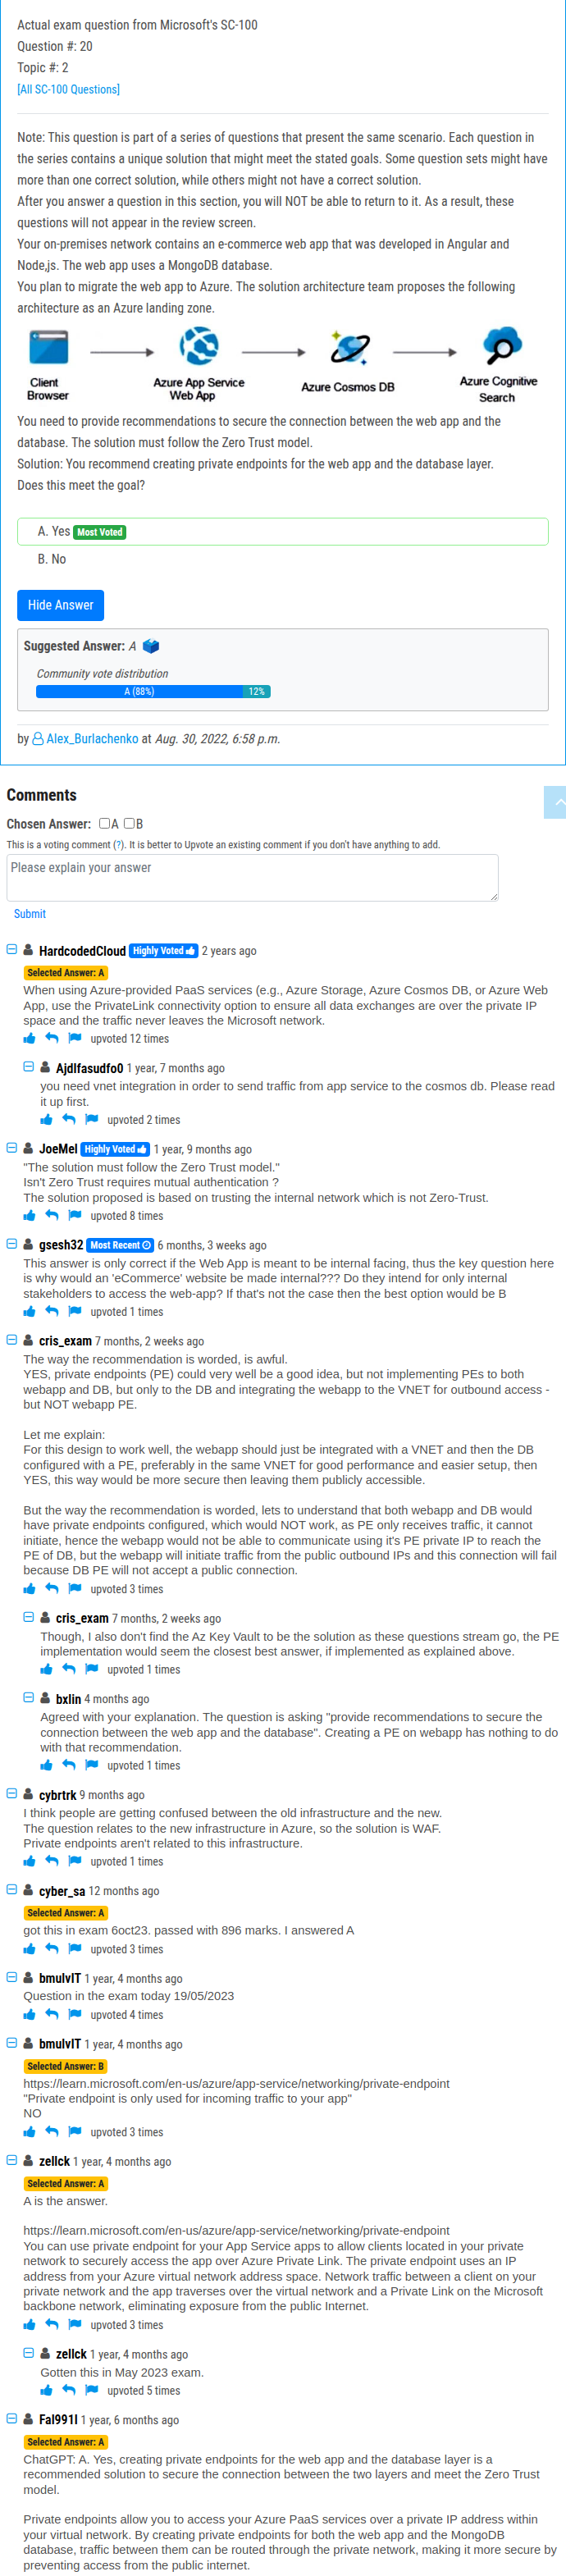 Actual exam question from Microsoft's SC-100
Question #: 20
Topic #: 2
[All SC-100 Questions]
Note: This question is part of a series of questions that present the same scenario. Each question in
the series contains a unique solution that might meet the stated goals. Some question sets might have
more than one correct solution, while others might not have a correct solution.
After you answer a question in this section, you will NOT be able to return to it. As a result, these
questions will not appear in the review screen.
Your on-premises network contains an e-commerce web app that was developed in Angular and
Node,js. The web app uses a MongoDB database.
You plan to migrate the web app to Azure. The solution architecture team proposes the following
architecture as an Azure landing zone.
Client
Browser
Azure App Service
Web App
Azure Cosmos DB
Azure Cognitive
Search
You need to provide recommendations to secure the connection between the web app and the
database. The solution must follow the Zero Trust model.
Solution: You recommend creating private endpoints for the web app and the database layer.
Does this meet the goal?
A. Yes Most Voted
B. No
Hide Answer
Suggested Answer: A
Community vote distribution
A (88%) 12%
by Alex_Burlachenko at Aug. 30, 2022, 6:58 p.m.
Comments
Chosen Answer: A B
This is a voting comment (?). It is better to Upvote an existing comment if you don't have anything to add.
Please explain your answer
Submit
HardcodedCloud Highly Voted 2 years ago
Selected Answer: A
When using Azure-provided PaaS services (e.g., Azure Storage, Azure Cosmos DB, or Azure Web
App, use the PrivateLink connectivity option to ensure all data exchanges are over the private IP
space and the traffic never leaves the Microsoft network.
upvoted 12 times
Ajdlfasudfo0 1 year, 7 months ago
you need vnet integration in order to send traffic from app service to the cosmos db. Please read
it up first.
upvoted 2 times
JoeMel Highly Voted 1 year, 9 months ago
"The solution must follow the Zero Trust model."
Isn't Zero Trust requires mutual authentication ?
The solution proposed is based on trusting the internal network which is not Zero-Trust.
upvoted 8 times
gsesh32 Most Recent 6 months, 3 weeks ago
This answer is only correct if the Web App is meant to be internal facing, thus the key question here
is why would an 'eCommerce' website be made internal??? Do they intend for only internal
stakeholders to access the web-app? If that's not the case then the best option would be B
upvoted 1 times
cris_exam 7 months, 2 weeks ago
The way the recommendation is worded, is awful.
YES, private endpoints (PE) could very well be a good idea, but not implementing PEs to both
webapp and DB, but only to the DB and integrating the webapp to the VNET for outbound access -
but NOT webapp PE.
Let me explain:
For this design to work well, the webapp should just be integrated with a VNET and then the DB
configured with a PE, preferably in the same VNET for good performance and easier setup, then
YES, this way would be more secure then leaving them publicly accessible.
But the way the recommendation is worded, lets to understand that both webapp and DB would
have private endpoints configured, which would NOT work, as PE only receives traffic, it cannot
initiate, hence the webapp would not be able to communicate using it's PE private IP to reach the
PE of DB, but the webapp will initiate traffic from the public outbound IPs and this connection will fail
because DB PE will not accept a public connection.
upvoted 3 times
cris_exam 7 months, 2 weeks ago
Though, I also don't find the Az Key Vault to be the solution as these questions stream go, the PE
implementation would seem the closest best answer, if implemented as explained above.
upvoted 1 times
bxlin 4 months ago
Agreed with your explanation. The question is asking "provide recommendations to secure the
connection between the web app and the database". Creating a PE on webapp has nothing to do
with that recommendation.
upvoted 1 times
cybrtrk 9 months ago
I think people are getting confused between the old infrastructure and the new.
The question relates to the new infrastructure in Azure, so the solution is WAF.
Private endpoints aren't related to this infrastructure.
upvoted 1 times
cyber_sa 12 months ago
Selected Answer: A
got this in exam 6oct23. passed with 896 marks. I answered A
upvoted 3 times
bmulvIT 1 year, 4 months ago
Question in the exam today 19/05/2023
upvoted 4 times
bmulvIT 1 year, 4 months ago
Selected Answer: B
https://learn.microsoft.com/en-us/azure/app-service/networking/private-endpoint
"Private endpoint is only used for incoming traffic to your app"
NO
upvoted 3 times
zellck 1 year, 4 months ago
Selected Answer: A
A is the answer.
https://learn.microsoft.com/en-us/azure/app-service/networking/private-endpoint
You can use private endpoint for your App Service apps to allow clients located in your private
network to securely access the app over Azure Private Link. The private endpoint uses an IP
address from your Azure virtual network address space. Network traffic between a client on your
private network and the app traverses over the virtual network and a Private Link on the Microsoft
backbone network, eliminating exposure from the public Internet.
upvoted 3 times
zellck 1 year, 4 months ago
Gotten this in May 2023 exam.
upvoted 5 times
Fal991l 1 year, 6 months ago
Selected Answer: A
ChatGPT: A. Yes, creating private endpoints for the web app and the database layer is a
recommended solution to secure the connection between the two layers and meet the Zero Trust
model.
Private endpoints allow you to access your Azure PaaS services over a private IP address within
your virtual network. By creating private endpoints for both the web app and the MongoDB
database, traffic between them can be routed through the private network, making it more secure by
preventing access from the public internet.